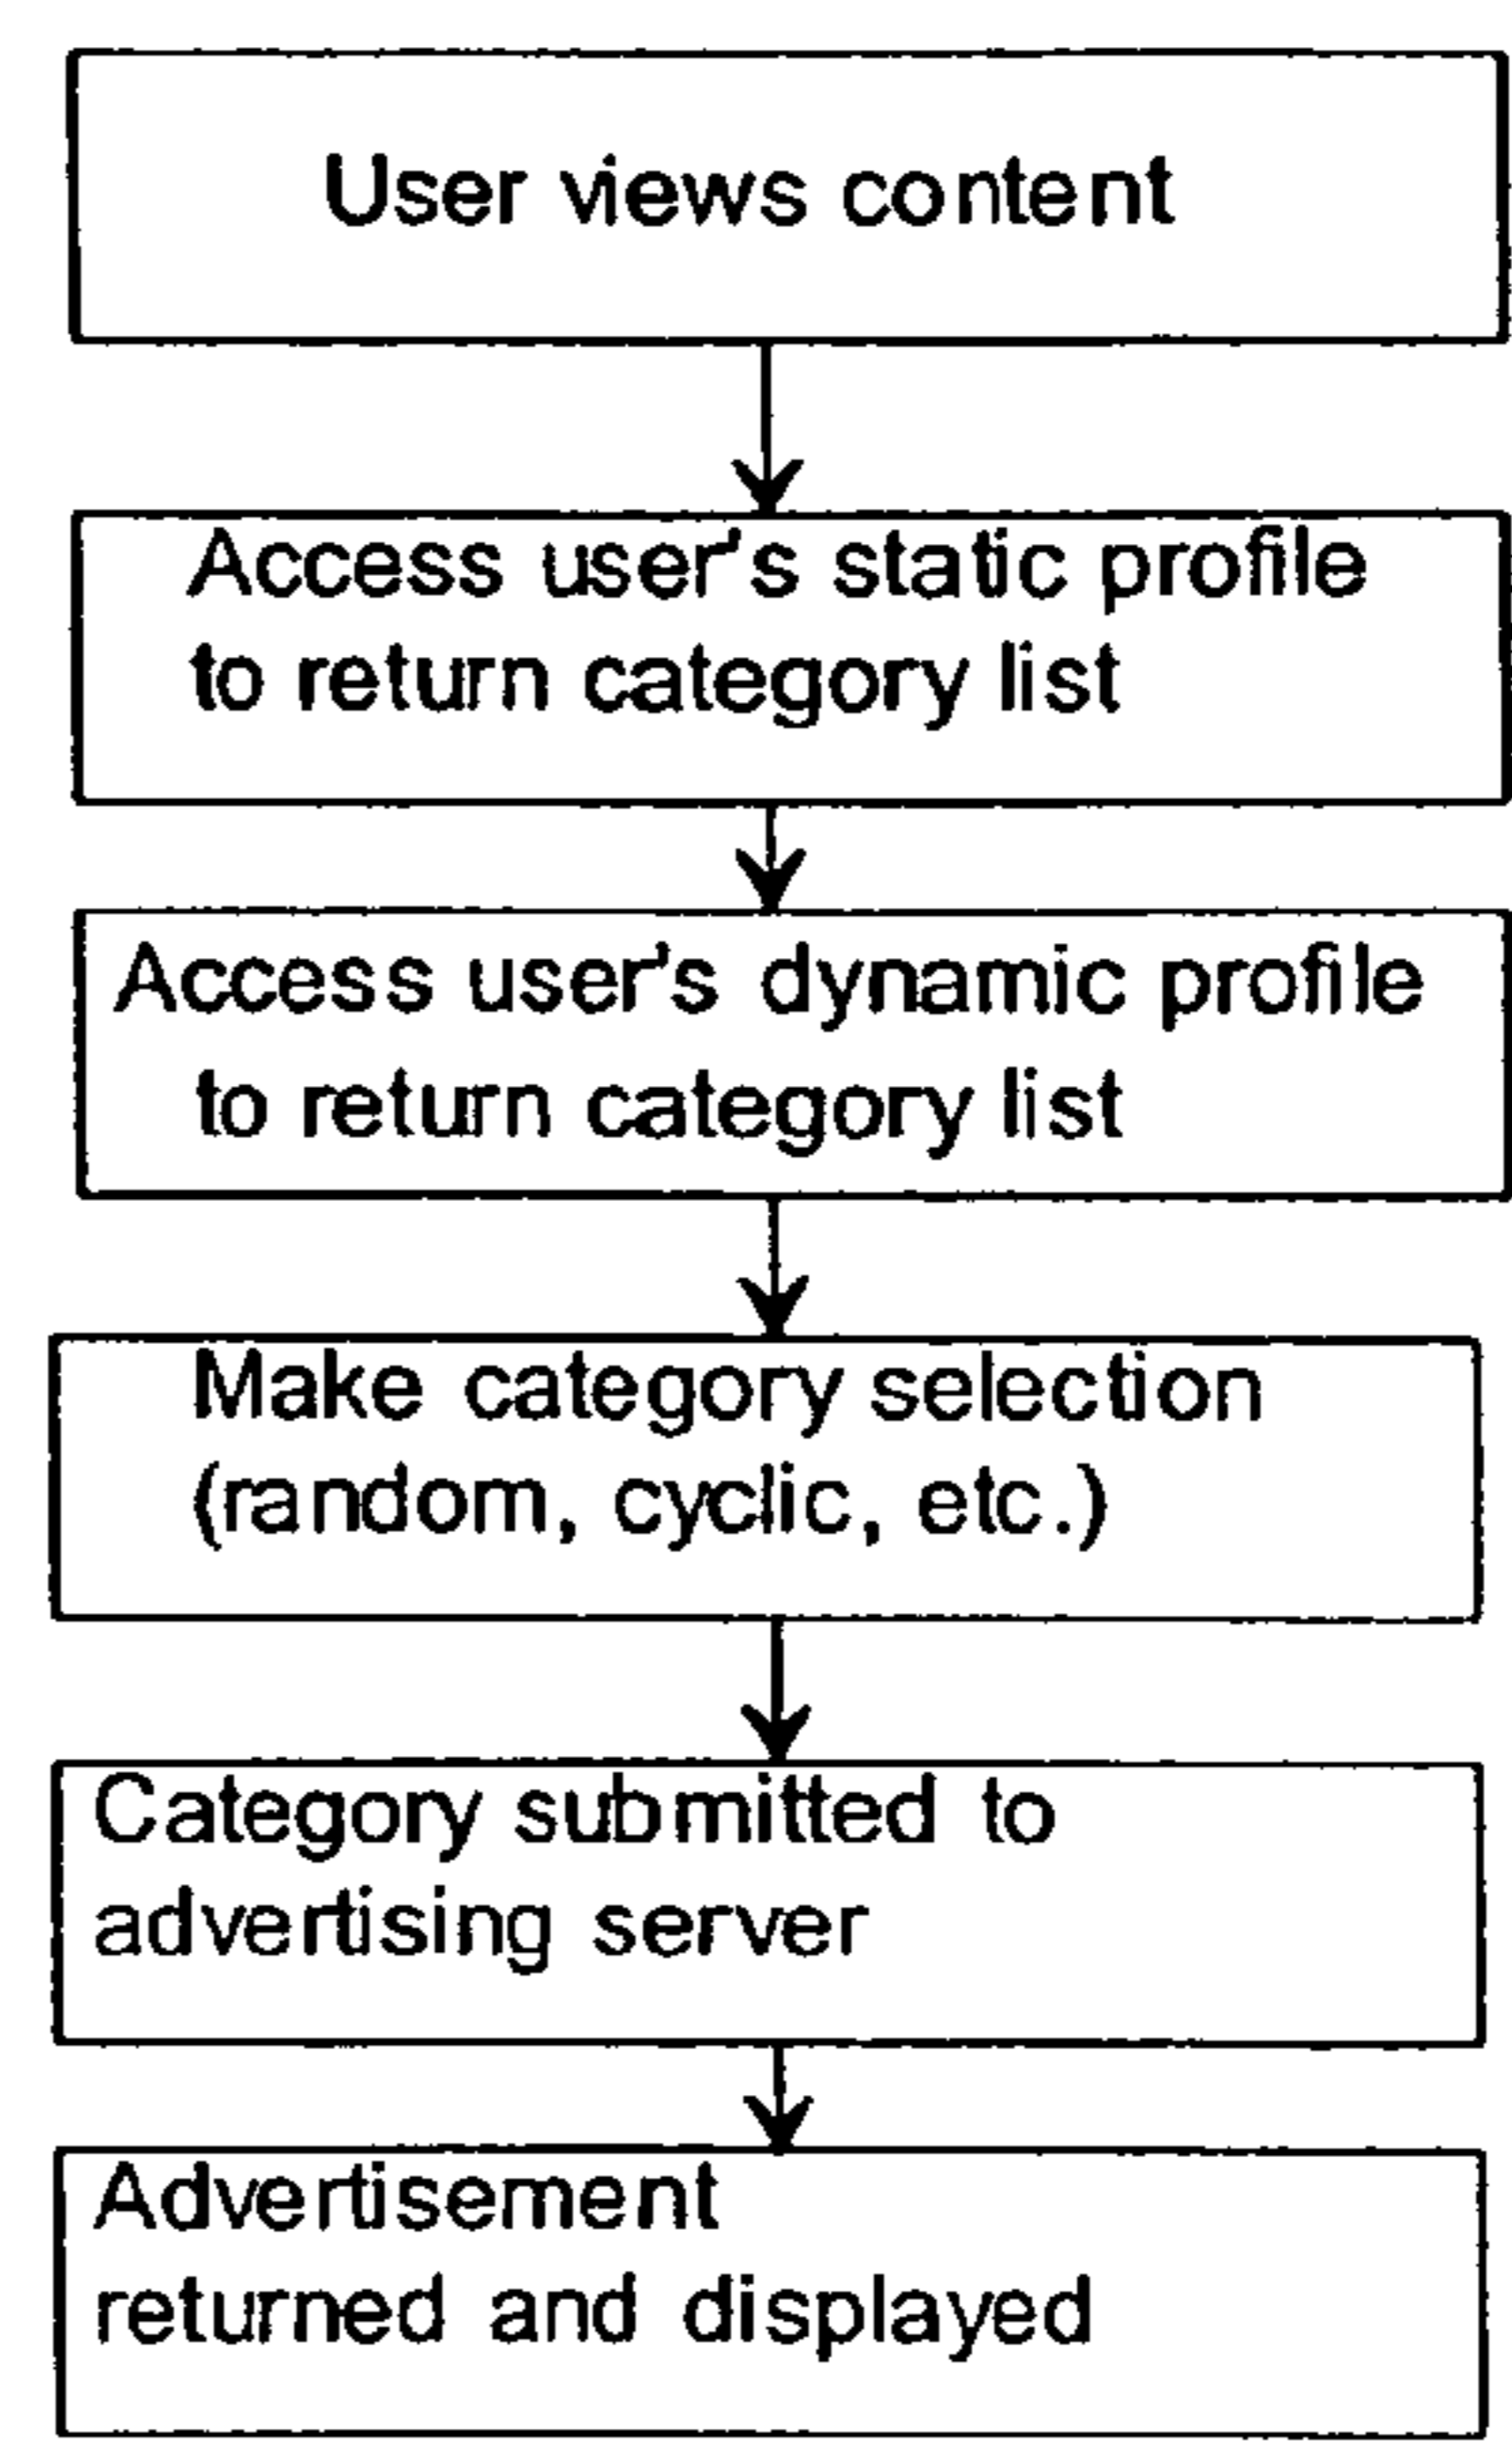 User views content
Access user's static profile
to return category list
Access user's dynamic profile
to return category list
Make category selection
(random, cyclic, etc.)
Category submitted to
advertising server
Advertisement
returned and displayed